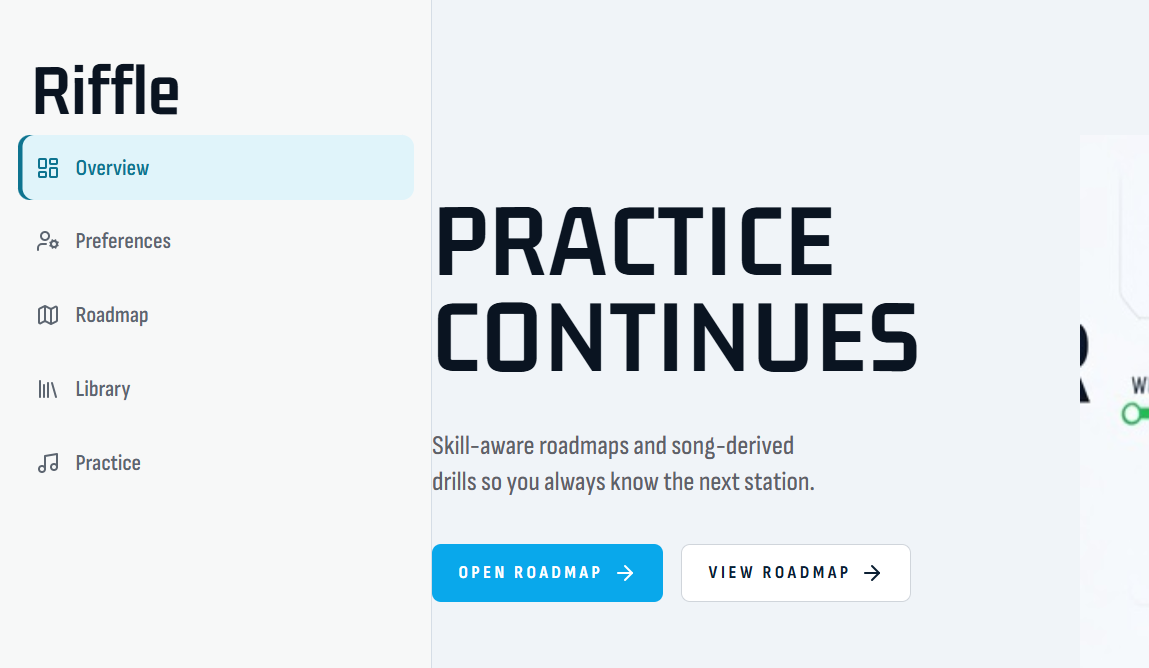 Riffle
Overview
Preferences
Roadmap
Library
Practice
PRACTICE
CONTINUES
Skill-aware roadmaps and song-derived
drills so you always know the next station.
OPEN ROADMAP
VIEW ROADMAP